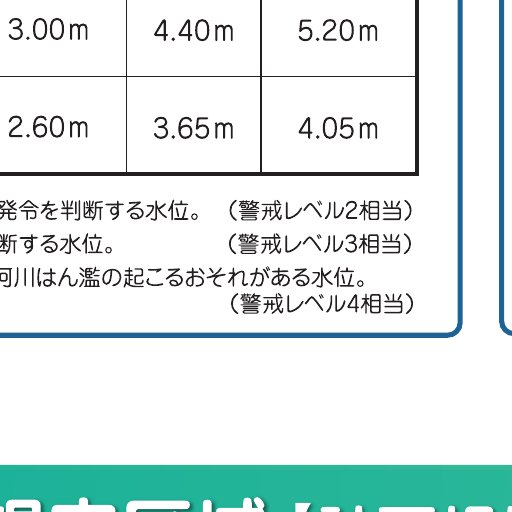 3.00m 4.40m 5.20m
2.60m 3.65m 4.05m
発令を判断する水位。（警戒レベル2相当）
断する水位。（警戒レベル3相当）
河川はん濫の起こるおそれがある水位。
（警戒レベル4相当）